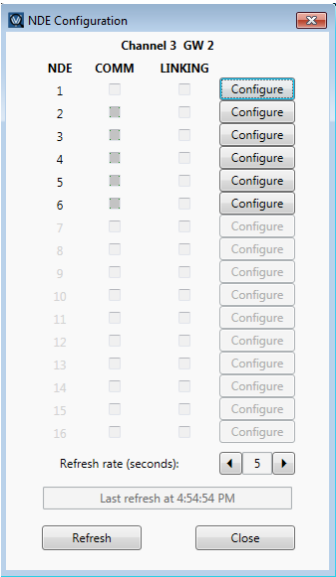 NDE Configuration
Channel 3 GW 2
NDE COMM LINKING
1 Configure
2 Configure
3 Configure
4 Configure
5 Configure
6 Configure
7 Configure
8 Configure
9 Configure
10 Configure
11 Configure
12 Configure
13 Configure
14 Configure
15 Configure
16 Configure
Refresh rate (seconds): 5
Last refresh at 4:54:54 PM
Refresh Close